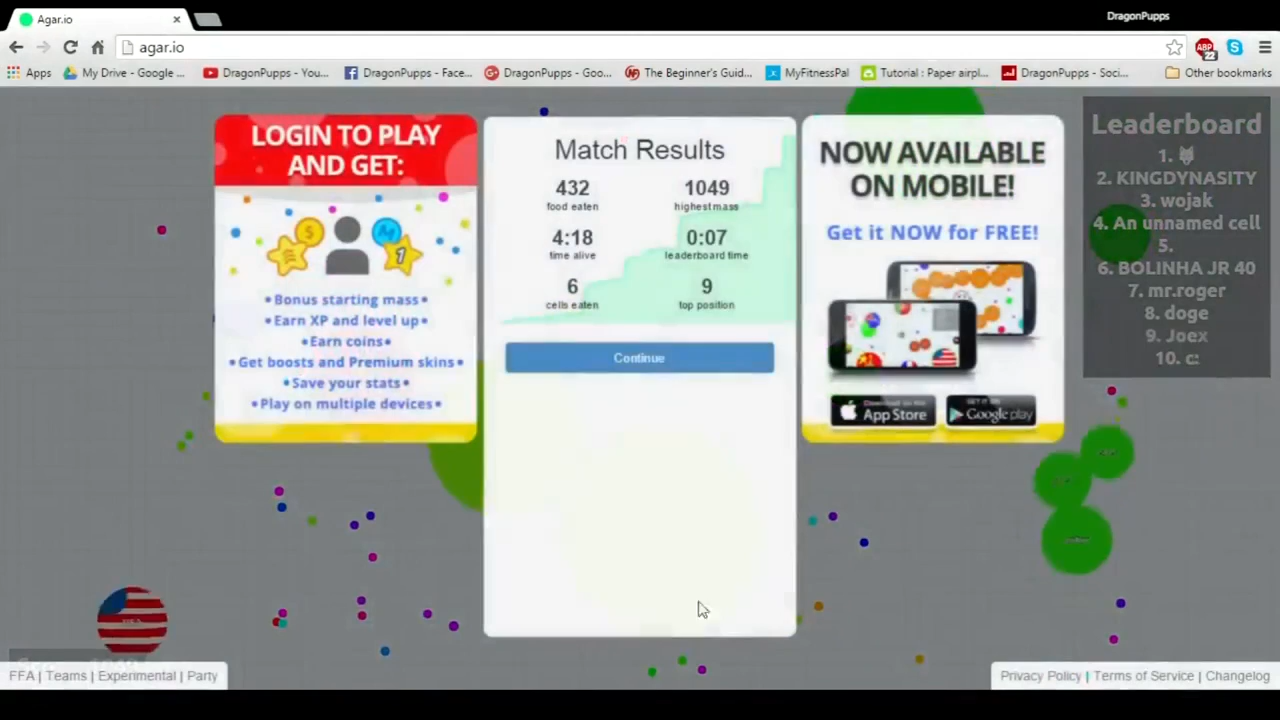 DragonPupps
Agar.io
agar.io
ABP
22
Apps
My Drive - Google ...
DragonPupps - You...
DragonPupps - Face...
DragonPupps - Goo...
The Beginner's Guid...
MyFitnessPal
Tutorial : Paper airpl...
DragonPupps - Soci...
Other bookmarks
LOGIN TO PLAY
AND GET:
•Bonus starting mass•
•Earn XP and level up•
•Earn coins•
•Get boosts and Premium skins•
•Save your stats•
•Play on multiple devices•
Match Results
432
food eaten
1049
highest mass
4:18
time alive
0:07
leaderboard time
6
cells eaten
9
top position
Continue
NOW AVAILABLE
ON MOBILE!
Get it NOW for FREE!
App Store
Google play
Leaderboard
1.
2. KINGDYNASITY
3. wojak
4. An unnamed cell
5.
6. BOLINHA JR 40
7. mr.roger
8. doge
9. Joex
10. c:
FFA | Teams | Experimental | Party
Privacy Policy | Terms of Service | Changelog